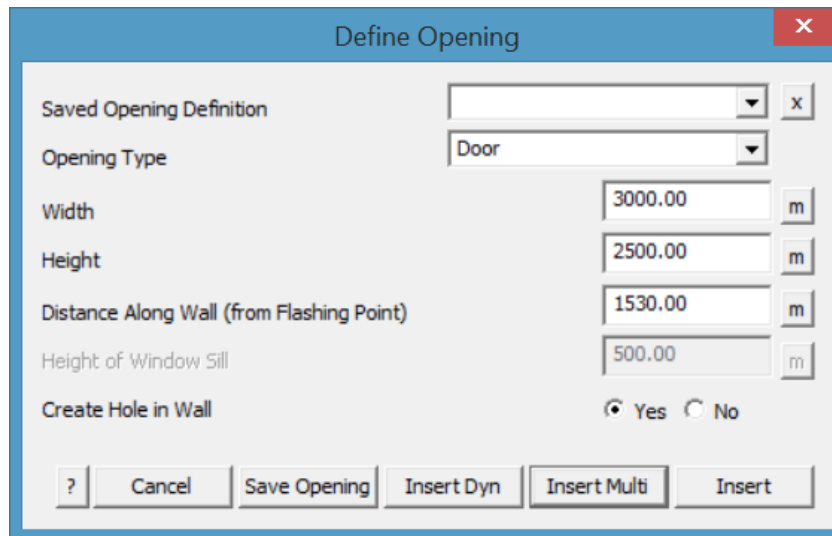 Define Opening
x
Saved Opening Definition
x
Opening Type Door
Width 3000.00 m
Height 2500.00 m
Distance Along Wall (from Flashing Point) 1530.00 m
Height of Window Sill 500.00 m
Create Hole in Wall Yes No
? Cancel Save Opening Insert Dyn Insert Multi Insert